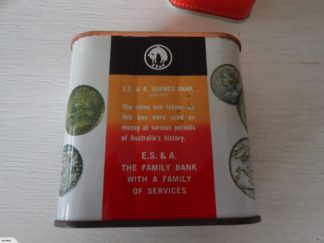 E.S. & A. SAVINGS BANK
LIMITED
The coins and tokens on
this box were used as
money at various periods
of Australia's history.
E.S. & A.
THE FAMILY BANK
WITH A FAMILY
OF SERVICES